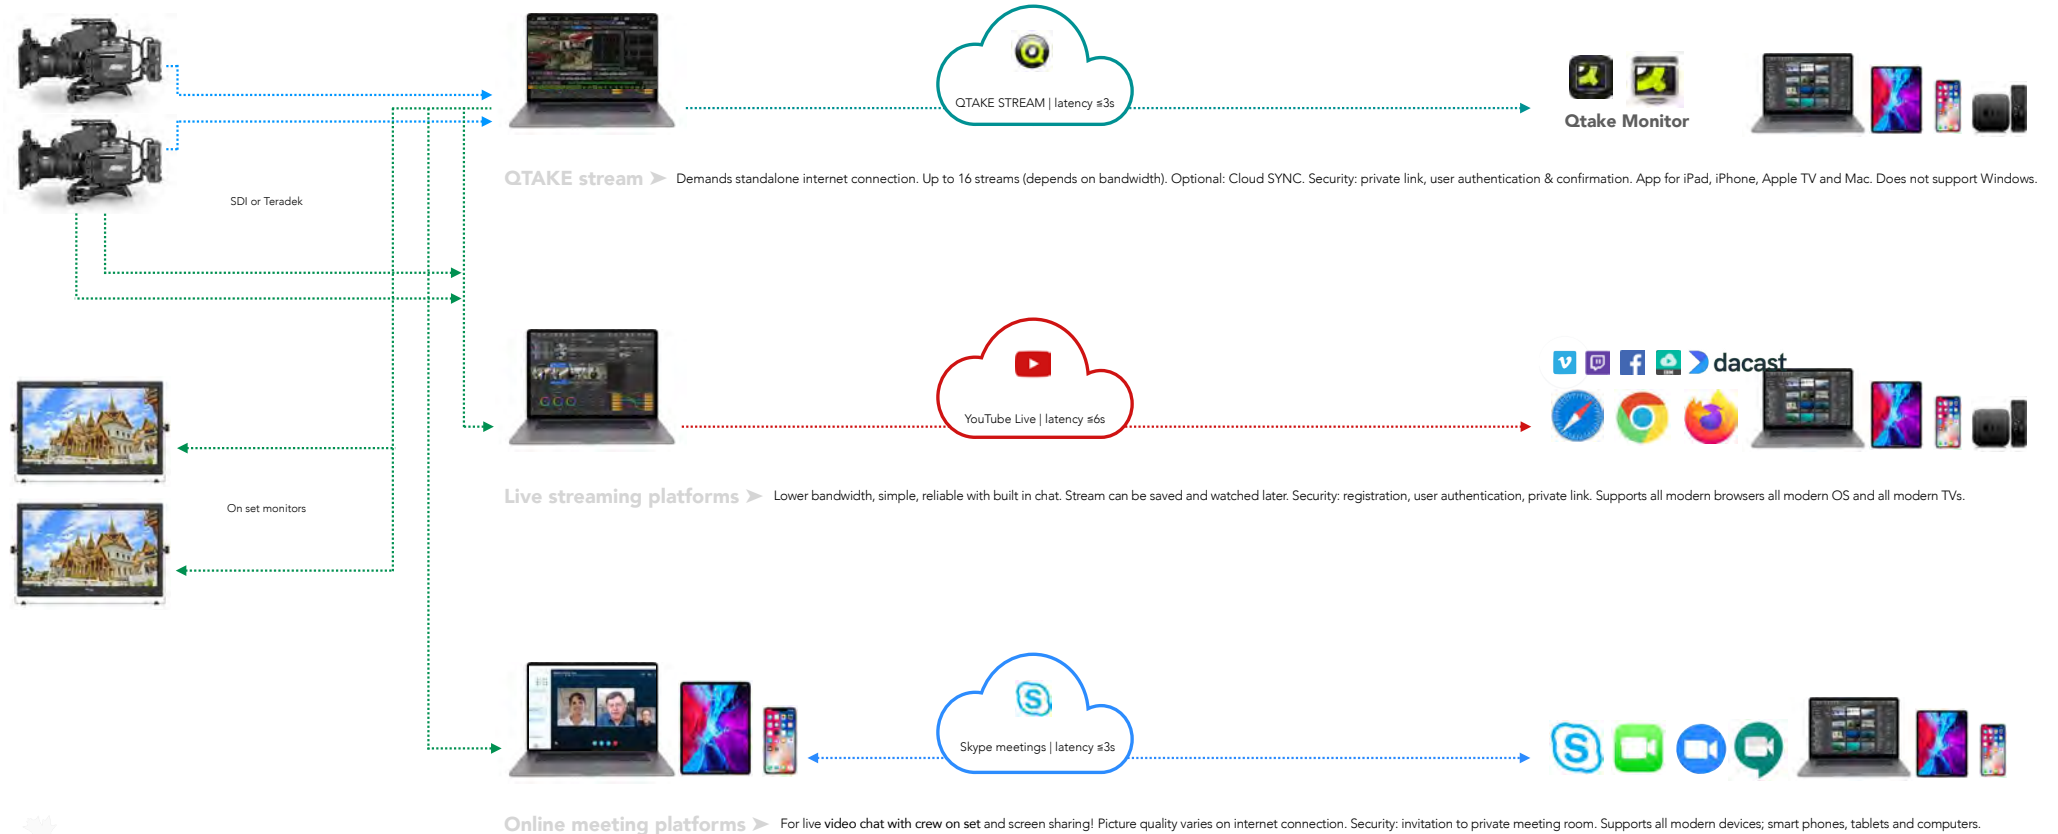 QTAKE STREAM | latency ≤3s
Qtake Monitor
QTAKE stream ➤ Demands standalone internet connection. Up to 16 streams (depends on bandwidth). Optional: Cloud SYNC. Security: private link, user authentication & confirmation. App for iPad, iPhone, Apple TV and Mac. Does not support Windows.
SDI or Teradek
dacast
YouTube Live | latency ≤6s
Live streaming platforms ➤ Lower bandwidth, simple, reliable with built in chat. Stream can be saved and watched later. Security: registration, user authentication, private link. Supports all modern browsers all modern OS and all modern TVs.
On set monitors
Skype meetings | latency ≤3s
Online meeting platforms ➤ For live video chat with crew on set and screen sharing! Picture quality varies on internet connection. Security: invitation to private meeting room. Supports all modern devices; smart phones, tablets and computers.